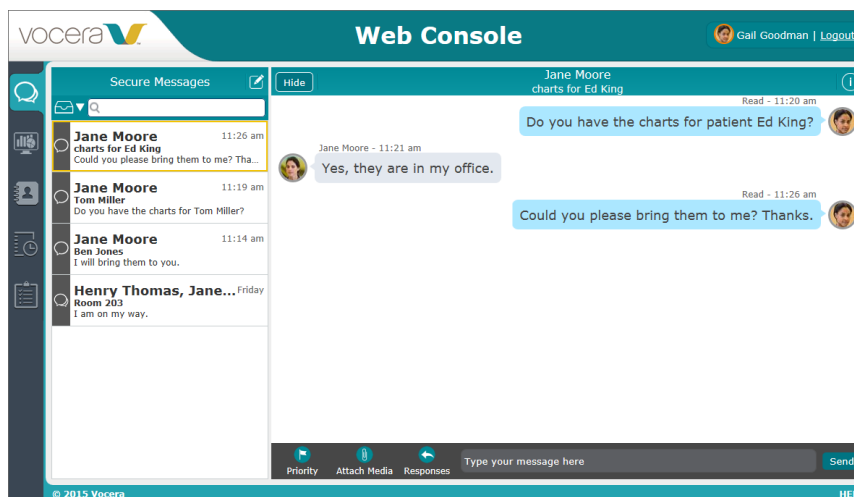 vocera
Web Console
Gail Goodman | Logout
Secure Messages
Hide
Jane Moore
charts for Ed King
Jane Moore 11:26 am
charts for Ed King
Could you please bring them to me? Tha...
Jane Moore 11:19 am
Tom Miller
Do you have the charts for Tom Miller?
Jane Moore 11:14 am
Ben Jones
I will bring them to you.
Henry Thomas, Jane... Friday
Room 203
I am on my way.
Read - 11:20 am
Do you have the charts for patient Ed King?
Jane Moore - 11:21 am
Yes, they are in my office.
Read - 11:26 am
Could you please bring them to me? Thanks.
Priority
Attach Media
Responses
Type your message here
Send
© 2015 Vocera